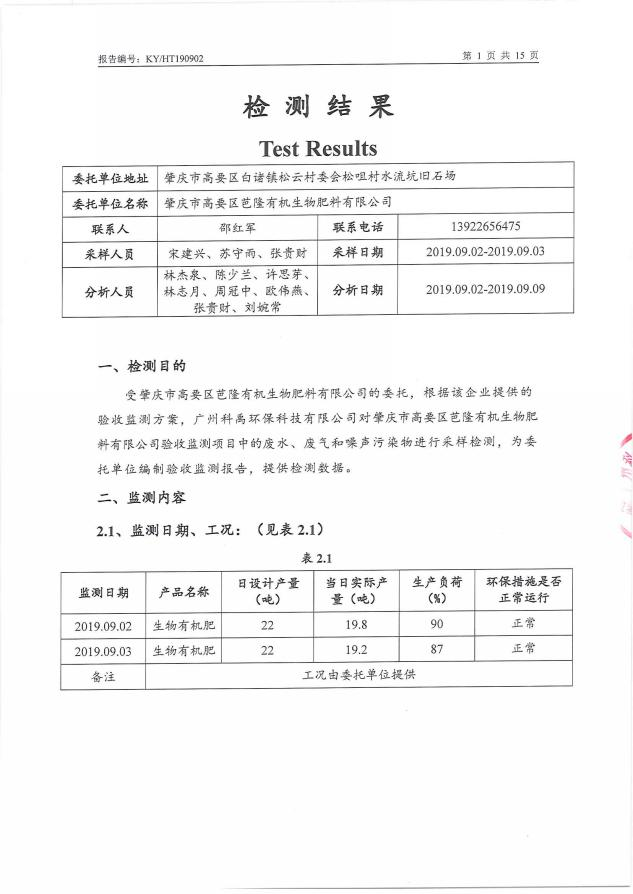 报告编号：KY/HT190902 第 1 页 共 15 页
检 测 结 果
Test Results
委托单位地址 肇庆市高要区白诸镇松云村委会松咀村水流坑旧石场
委托单位名称 肇庆市高要区芭隆有机生物肥料有限公司
联系人 邵红军 联系电话 13922656475
采样人员 宋建兴、苏守雨、张贵财 采样日期 2019.09.02-2019.09.03
分析人员 林杰泉、陈少兰、许思芽、林志月、周冠中、欧伟燕、张贵财、刘婉常 分析日期 2019.09.02-2019.09.09
一、检测目的
受肇庆市高要区芭隆有机生物肥料有限公司的委托，根据该企业提供的
验收监测方案，广州科禹环保科技有限公司对肇庆市高要区芭隆有机生物肥
料有限公司验收监测项目中的废水、废气和噪声污染物进行采样检测，为委
托单位编制验收监测报告，提供检测数据。
二、监测内容
2.1、监测日期、工况：（见表 2.1）
表 2.1
监测日期 产品名称 日设计产量（吨） 当日实际产量（吨） 生产负荷（%） 环保措施是否正常运行
2019.09.02 生物有机肥 22 19.8 90 正常
2019.09.03 生物有机肥 22 19.2 87 正常
备注 工况由委托单位提供